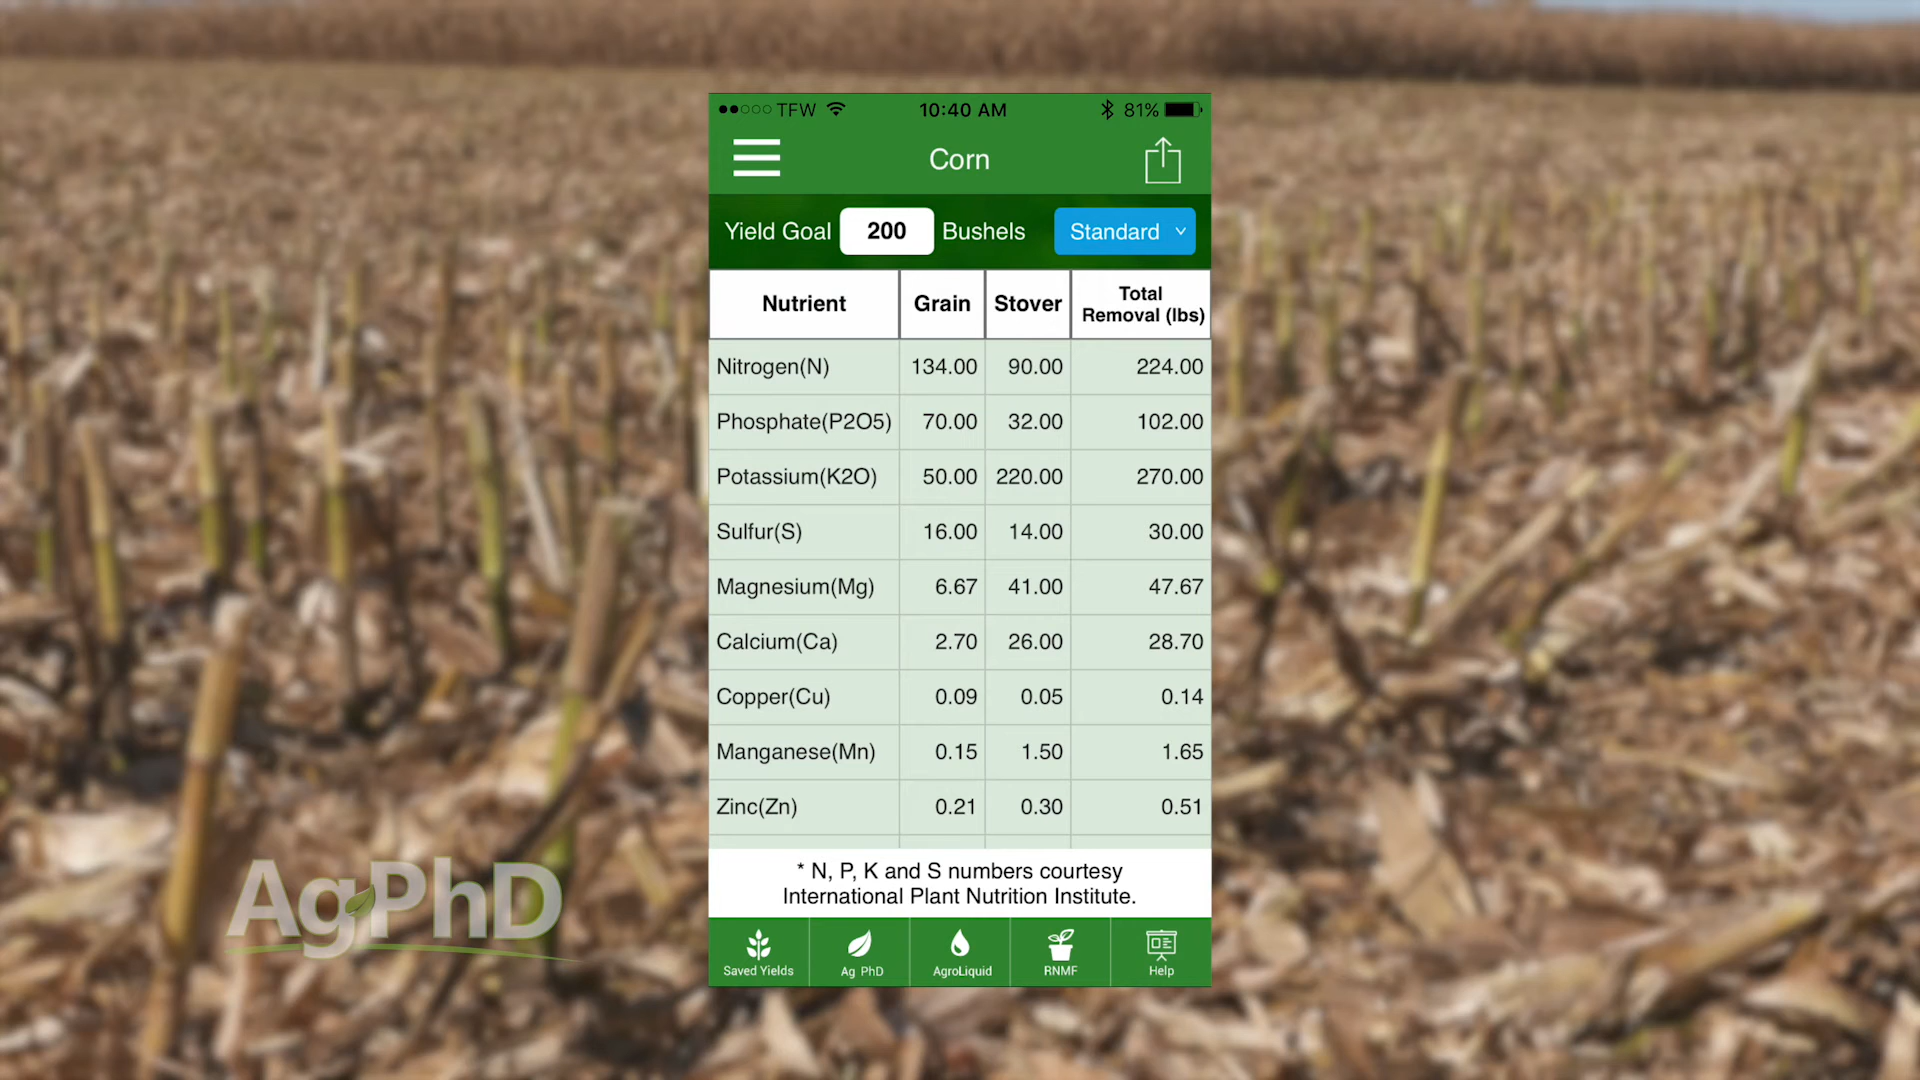 TFW 10:40 AM 81%
Corn
Yield Goal 200 Bushels Standard
Nutrient Grain Stover Total Removal (lbs)
Nitrogen(N) 134.00 90.00 224.00
Phosphate(P2O5) 70.00 32.00 102.00
Potassium(K2O) 50.00 220.00 270.00
Sulfur(S) 16.00 14.00 30.00
Magnesium(Mg) 6.67 41.00 47.67
Calcium(Ca) 2.70 26.00 28.70
Copper(Cu) 0.09 0.05 0.14
Manganese(Mn) 0.15 1.50 1.65
Zinc(Zn) 0.21 0.30 0.51
* N, P, K and S numbers courtesy
International Plant Nutrition Institute.
Saved Yields Ag PhD AgroLiquid RNMF Help
AgPhD